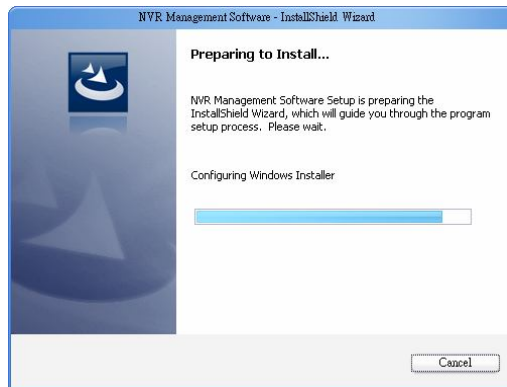 NVR Management Software - InstallShield Wizard
Preparing to Install...
NVR Management Software Setup is preparing the
InstallShield Wizard, which will guide you through the program
setup process. Please wait.
Configuring Windows Installer
Cancel